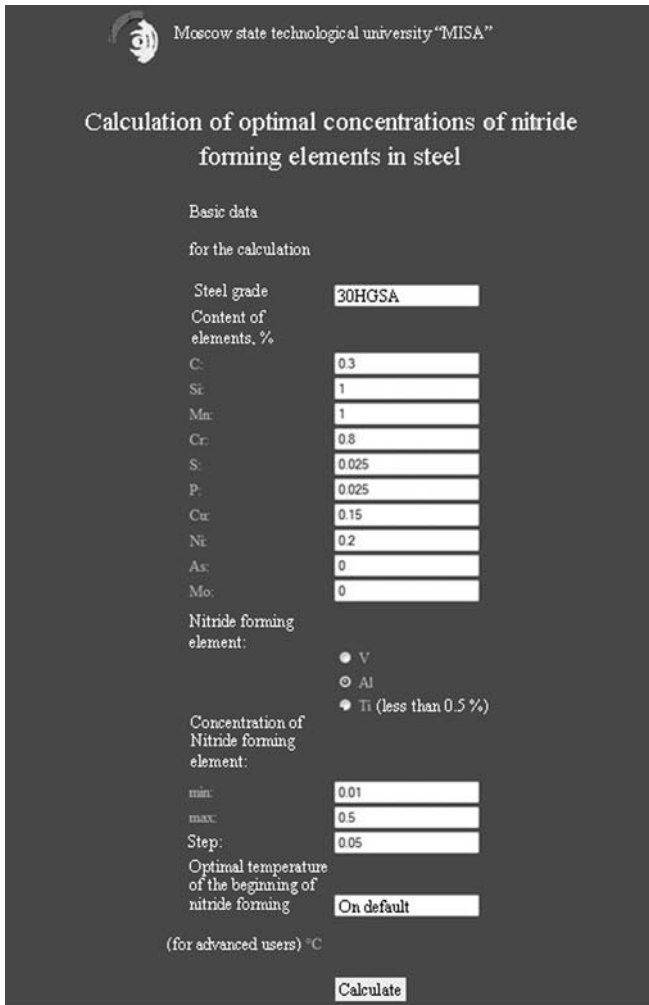 Moscow state technological university “MISA”
Calculation of optimal concentrations of nitride
forming elements in steel
Basic data
for the calculation
Steel grade 30HGSA
Content of
elements, %
C: 0.3
Si: 1
Mn: 1
Cr: 0.8
S: 0.025
P: 0.025
Cu: 0.15
Ni: 0.2
As: 0
Mo: 0
Nitride forming
element:
V
Al
Ti (less than 0.5 %)
Concentration of
Nitride forming
element:
min: 0.01
max: 0.5
Step: 0.05
Optimal temperature
of the beginning of
nitride forming On default
(for advanced users) °C
Calculate